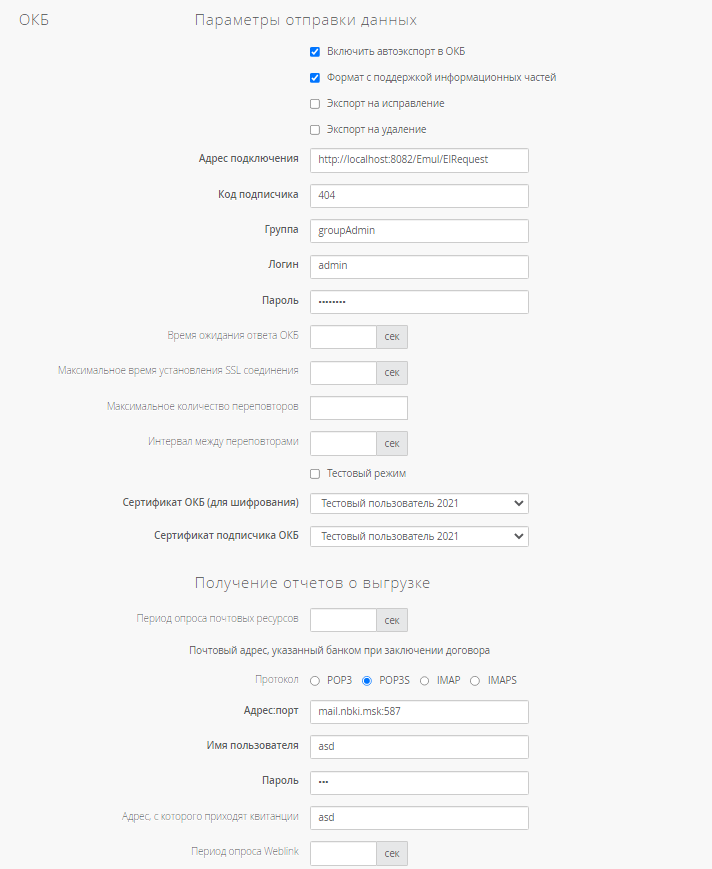 ОКБ
Параметры отправки данных
Включить автоэкспорт в ОКБ
Формат с поддержкой информационных частей
Экспорт на исправление
Экспорт на удаление
Адрес подключения http://localhost:8082/Emul/EIRequest
Код подписчика 404
Группа groupAdmin
Логин admin
Пароль ••••••••
Время ожидания ответа ОКБ сек
Максимальное время установления SSL соединения сек
Максимальное количество переповторов
Интервал между переповторами сек
Тестовый режим
Сертификат ОКБ (для шифрования) Тестовый пользователь 2021
Сертификат подписчика ОКБ Тестовый пользователь 2021
Получение отчетов о выгрузке
Период опроса почтовых ресурсов сек
Почтовый адрес, указанный банком при заключении договора
Протокол POP3 POP3S IMAP IMAPS
Адрес:порт mail.nbki.msk:587
Имя пользователя asd
Пароль •••
Адрес, с которого приходят квитанции asd
Период опроса Weblink сек